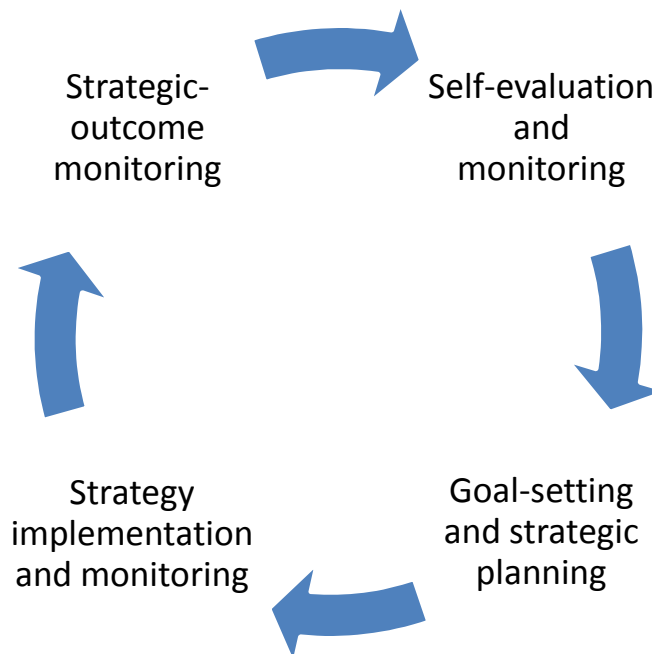 Strategic-
outcome
monitoring
Self-evaluation
and
monitoring
Strategy
implementation
and monitoring
Goal-setting
and strategic
planning